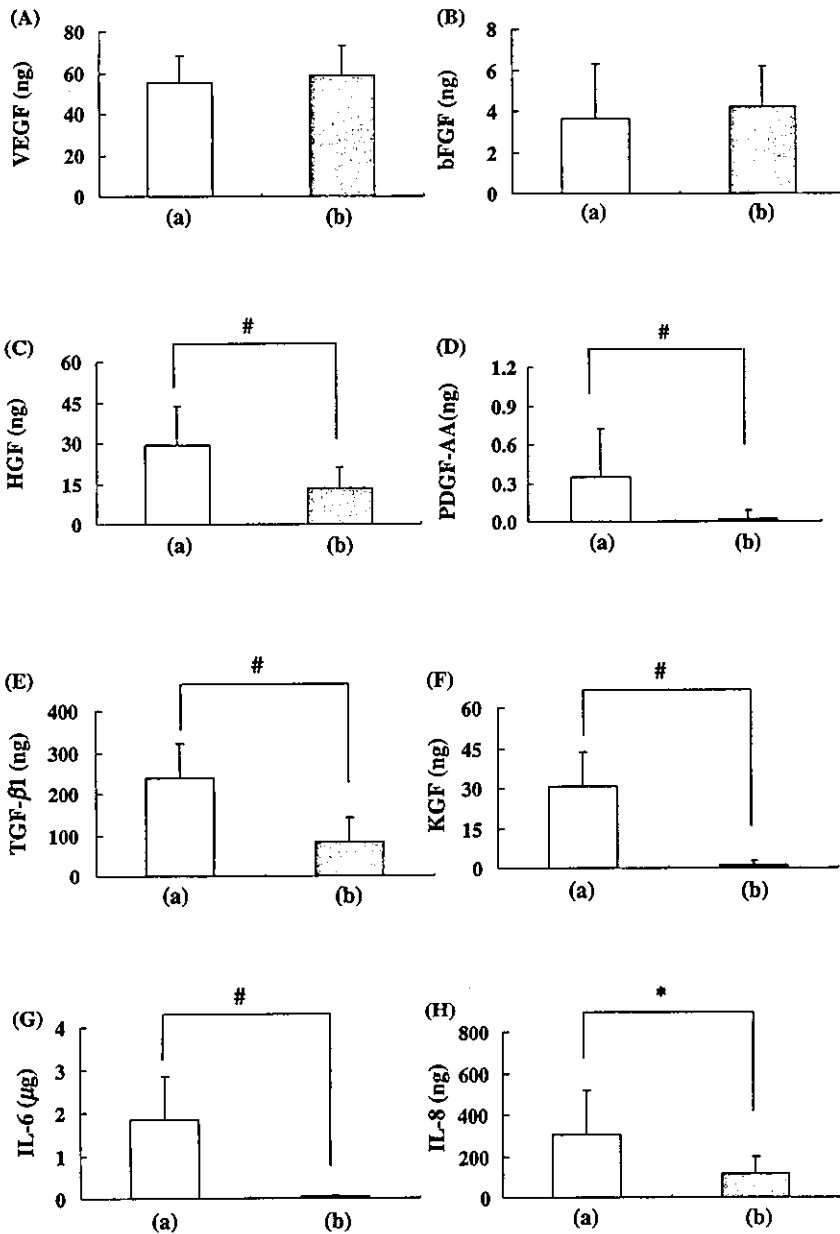 (A)
VEGF (ng)
80
60
40
20
0
(a)
(b)
(B)
bFGF (ng)
8
6
4
2
0
(a)
(b)
(C)
#
HGF (ng)
60
45
30
15
0
(a)
(b)
(D)
#
PDGF-AA(ng)
1.2
0.9
0.6
0.3
0.0
(a)
(b)
(E)
#
TGF-β1 (ng)
400
300
200
100
0
(a)
(b)
(F)
#
KGF (ng)
60
45
30
15
0
(a)
(b)
(G)
#
IL-6 (μg)
4
3
2
1
0
(a)
(b)
(H)
*
IL-8 (ng)
800
600
400
200
0
(a)
(b)